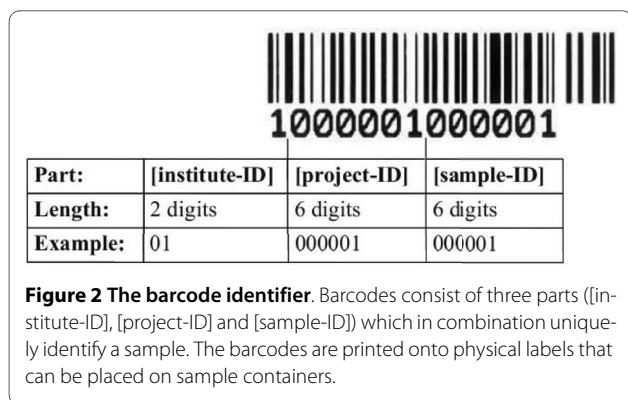 1000001000001
Part: [institute-ID] [project-ID] [sample-ID]
Length: 2 digits 6 digits 6 digits
Example: 01 000001 000001
Figure 2 The barcode identifier. Barcodes consist of three parts ([in-
stitute-ID], [project-ID] and [sample-ID]) which in combination unique-
ly identify a sample. The barcodes are printed onto physical labels that
can be placed on sample containers.